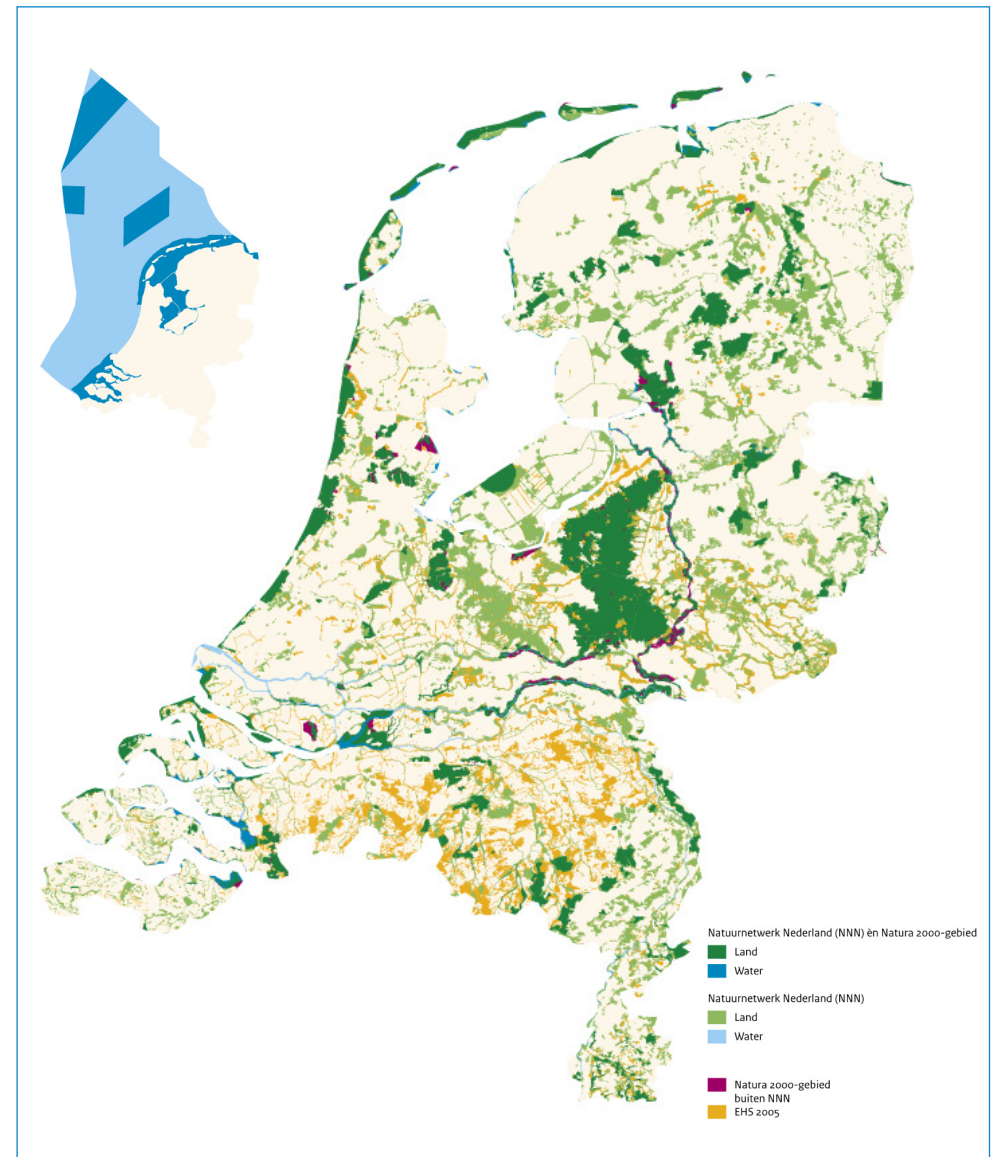 Natuurnetwerk Nederland (NNN) èn Natura 2000-gebied
Land
Water
Natuurnetwerk Nederland (NNN)
Land
Water
Natura 2000-gebied
buiten NNN
EHS 2005